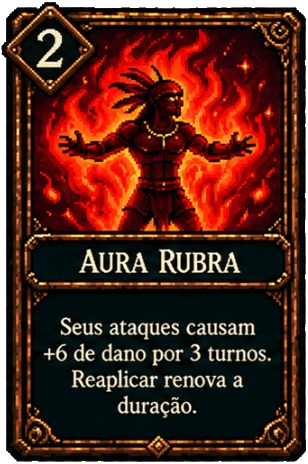 2
AURA RUBRA
Seus ataques causam
+6 de dano por 3 turnos.
Reaplicar renova a
duração.